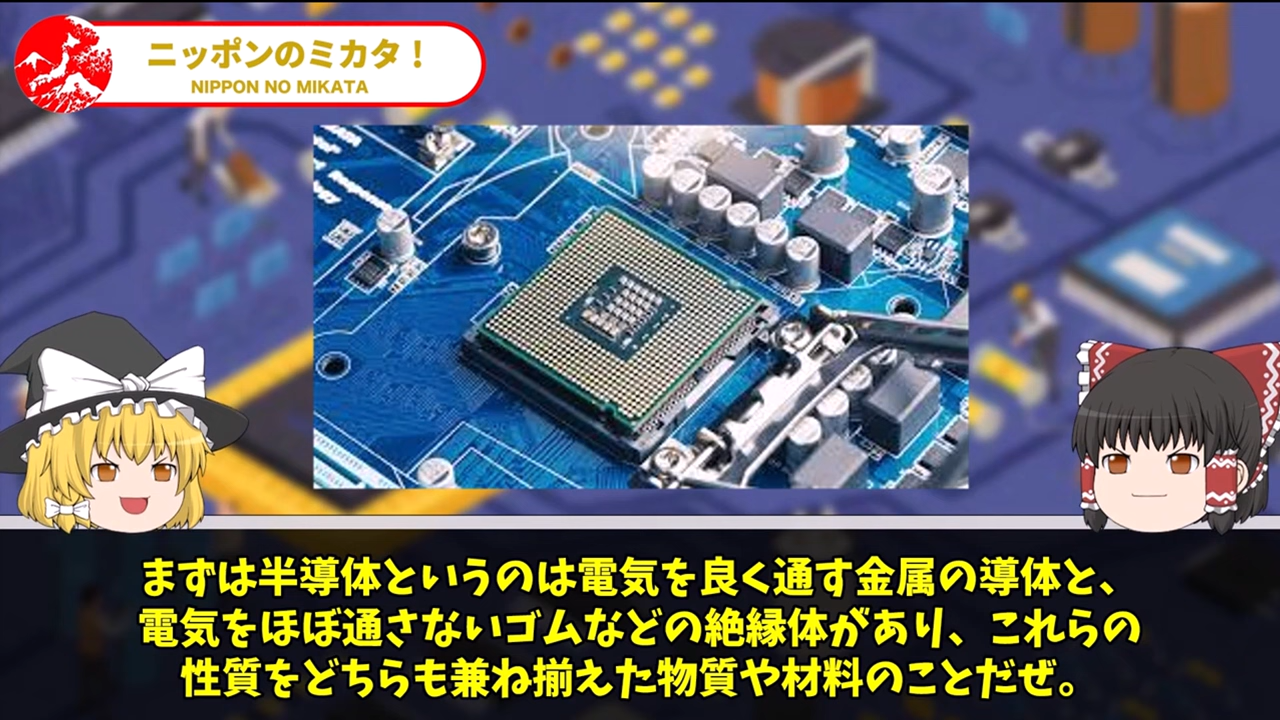 ニッポンのミカタ！
NIPPON NO MIKATA
まずは半導体というのは電気を良く通す金属の導体と、
電気をほぼ通さないゴムなどの絶縁体があり、これらの
性質をどちらも兼ね揃えた物質や材料のことだぜ。